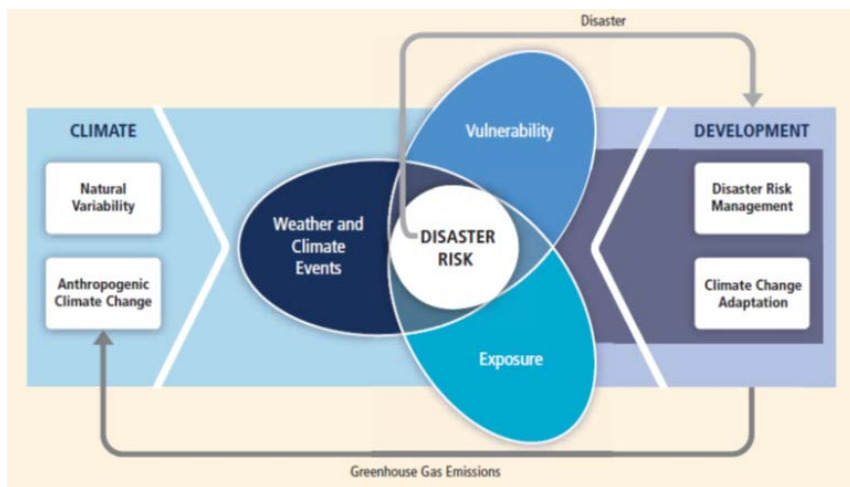 Disaster
CLIMATE
Natural
Variability
Anthropogenic
Climate Change
Weather and
Climate
Events
Vulnerability
DISASTER
RISK
Exposure
DEVELOPMENT
Disaster Risk
Management
Climate Change
Adaptation
Greenhouse Gas Emissions